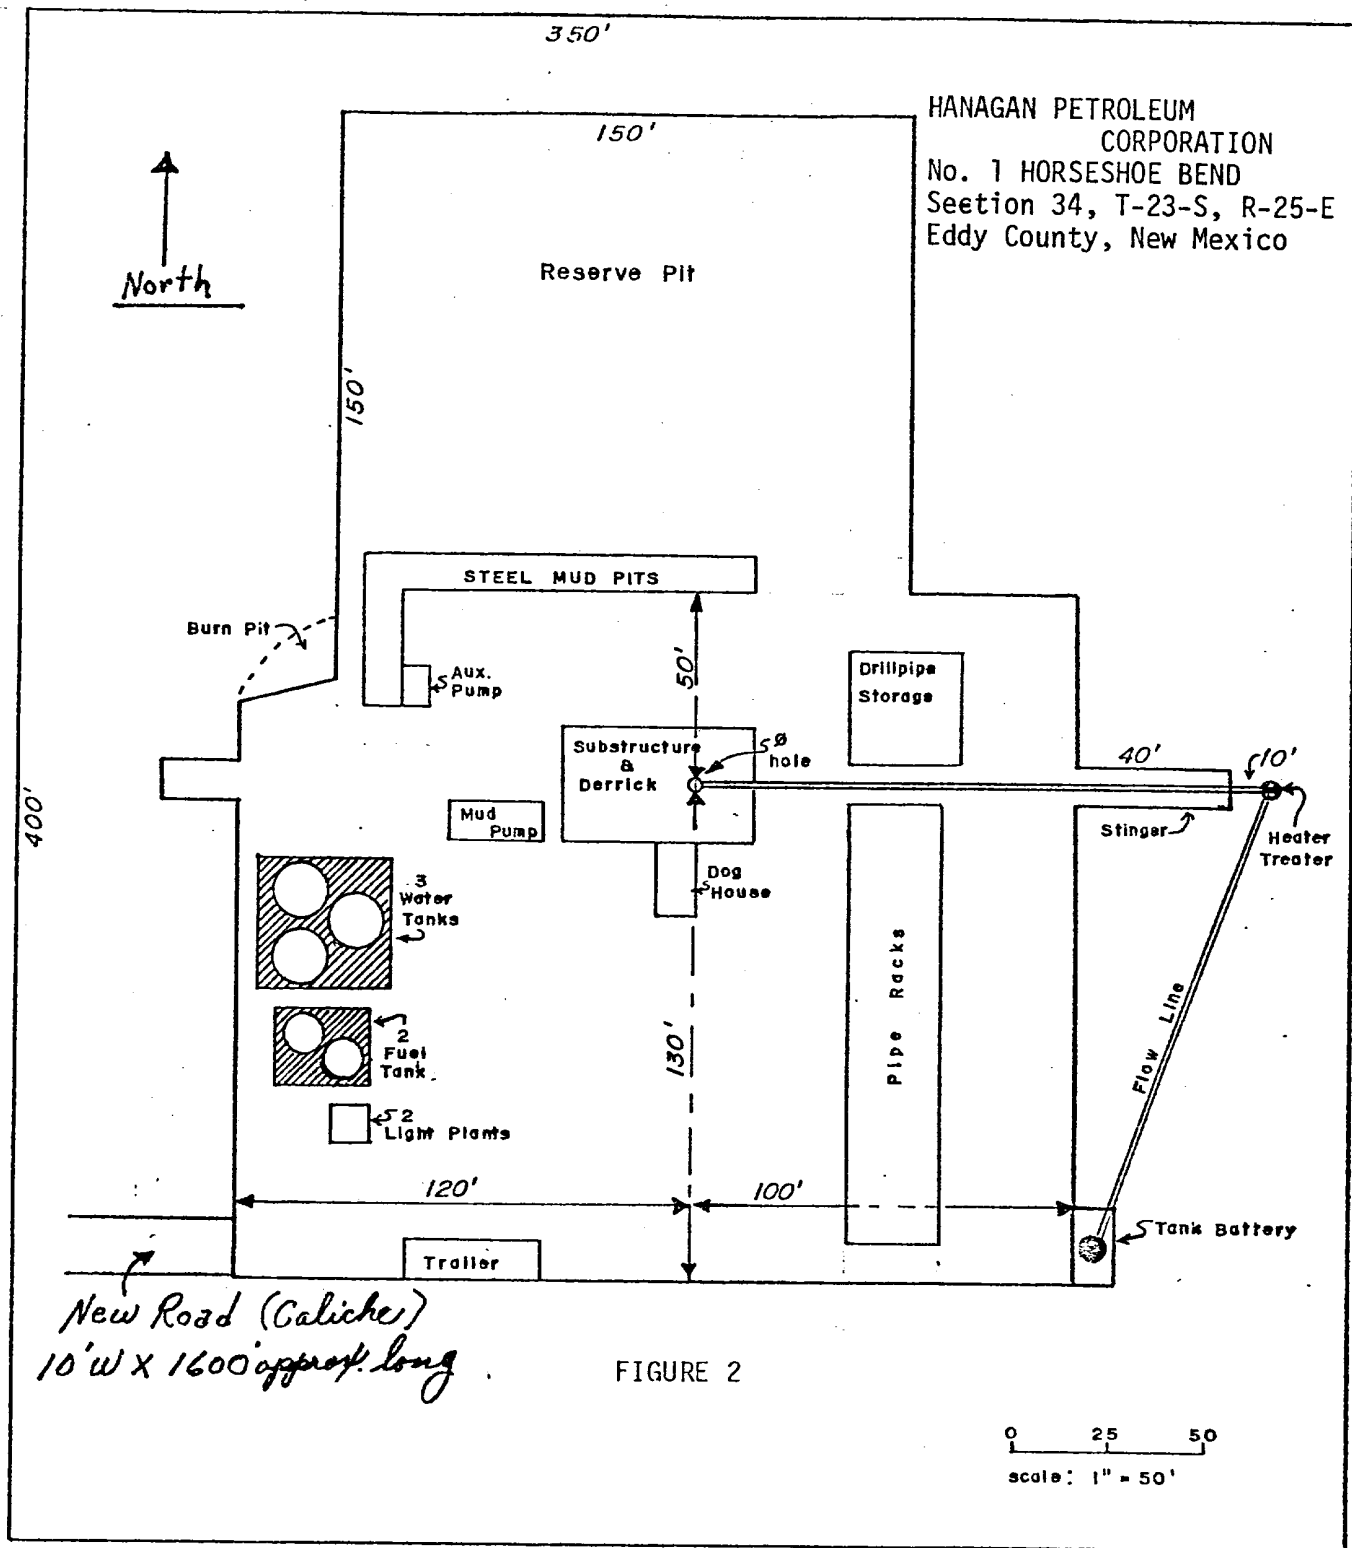 350'
HANAGAN PETROLEUM
CORPORATION
No. 1 HORSESHOE BEND
Section 34, T-23-S, R-25-E
Eddy County, New Mexico
150'
North
Reserve Pit
150'
STEEL MUD PITS
Burn Pit
Aux.
Pump
50'
Drillpipe
Storage
Substructure
&
Derrick
ø
hole
40'
10'
Stinger
Heater
Treater
400'
Mud
Pump
Dog
House
3
Water
Tanks
Pipe Racks
Flow Line
2
Fuel
Tank
130'
2
Light Plants
120'
100'
Tank Battery
Trailer
New Road (Caliche)
10'W X 1600' approx. long
FIGURE 2
0 25 50
scale: 1" = 50'